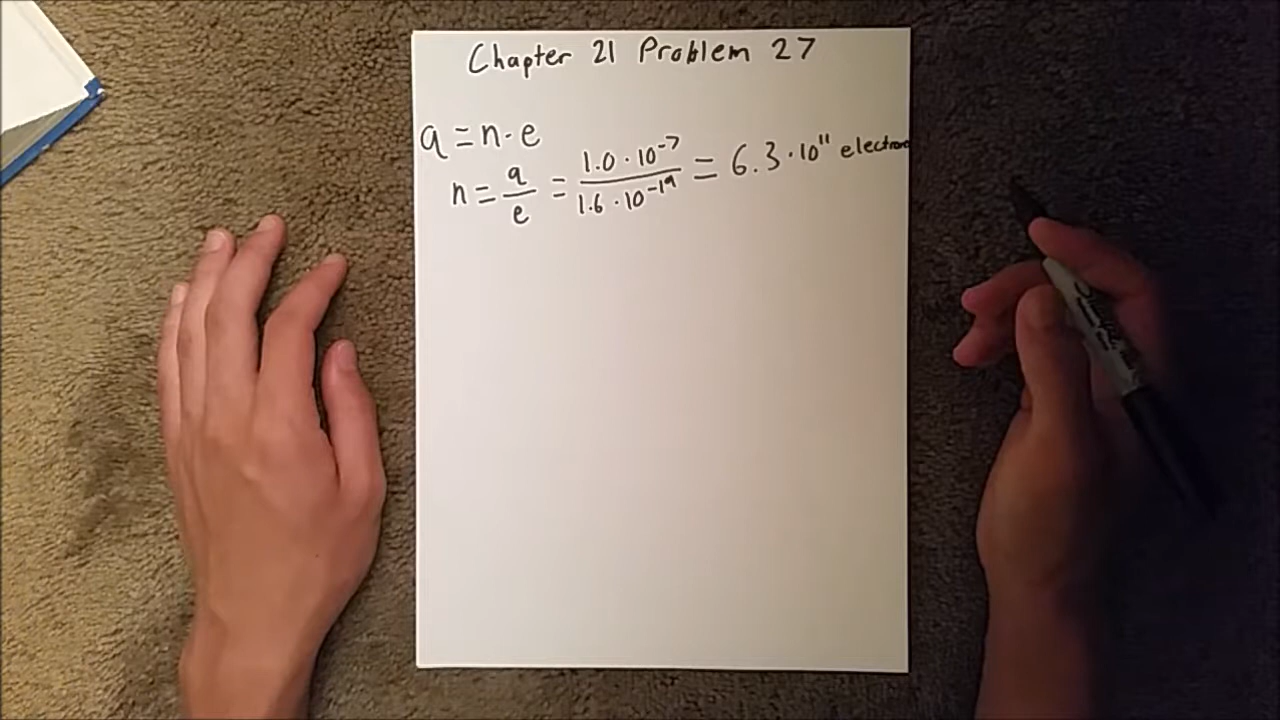 Chapter 21 Problem 27
q = n · e
n = q/e = 1.0 · 10⁻⁷ / 1.6 · 10⁻¹⁹ = 6.3 · 10¹¹ electrons